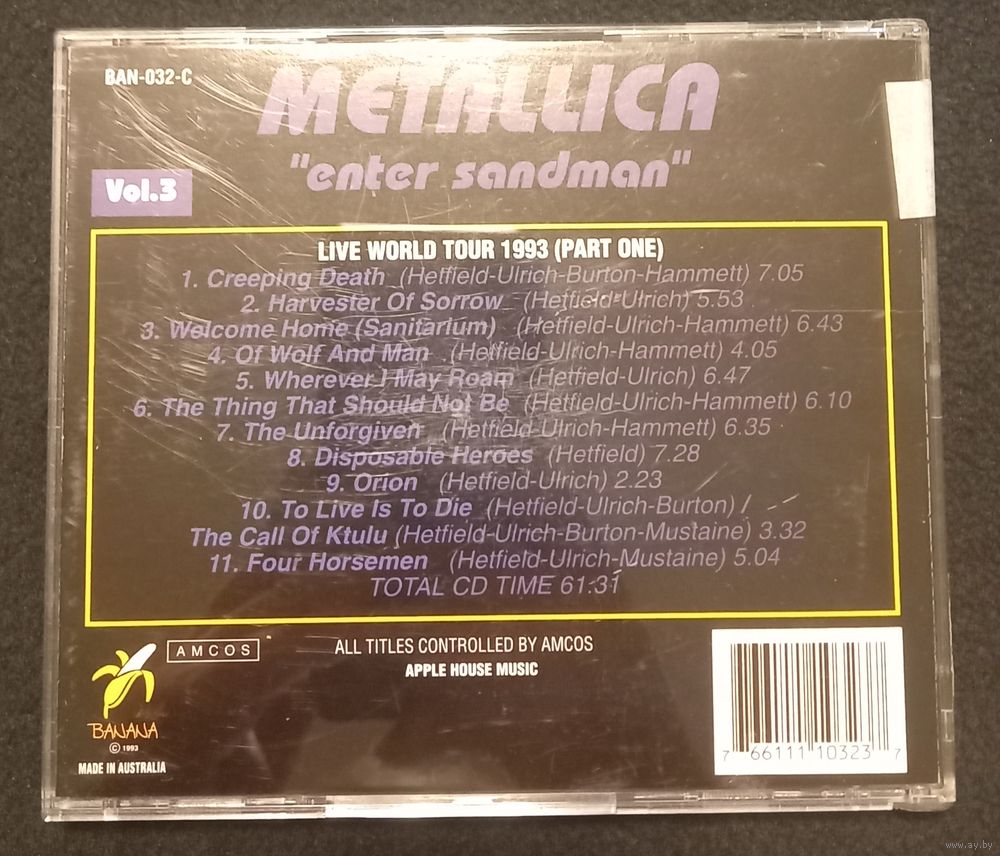 BAN-032-C
METALLICA
"enter sandman"
Vol.3
LIVE WORLD TOUR 1993 (PART ONE)
1. Creeping Death (Hetfield-Ulrich-Burton-Hammett) 7.05
2. Harvester Of Sorrow (Hetfield-Ulrich) 5.53
3. Welcome Home (Sanitarium) (Hetfield-Ulrich-Hammett) 6.43
4. Of Wolf And Man (Hetfield-Ulrich-Hammett) 4.05
5. Wherever I May Roam (Hetfield-Ulrich) 6.47
6. The Thing That Should Not Be (Hetfield-Ulrich-Hammett) 6.10
7. The Unforgiven (Hetfield-Ulrich-Hammett) 6.35
8. Disposable Heroes (Hetfield) 7.28
9. Orion (Hetfield-Ulrich) 2.23
10. To Live Is To Die (Hetfield-Ulrich-Burton) /
The Call Of Ktulu (Hetfield-Ulrich-Burton-Mustaine) 3.32
11. Four Horsemen (Hetfield-Ulrich-Mustaine) 5.04
TOTAL CD TIME 61:31
AMCOS
ALL TITLES CONTROLLED BY AMCOS
APPLE HOUSE MUSIC
BANANA
© 1993
MADE IN AUSTRALIA
7 66111 10323 7
www.ay.by